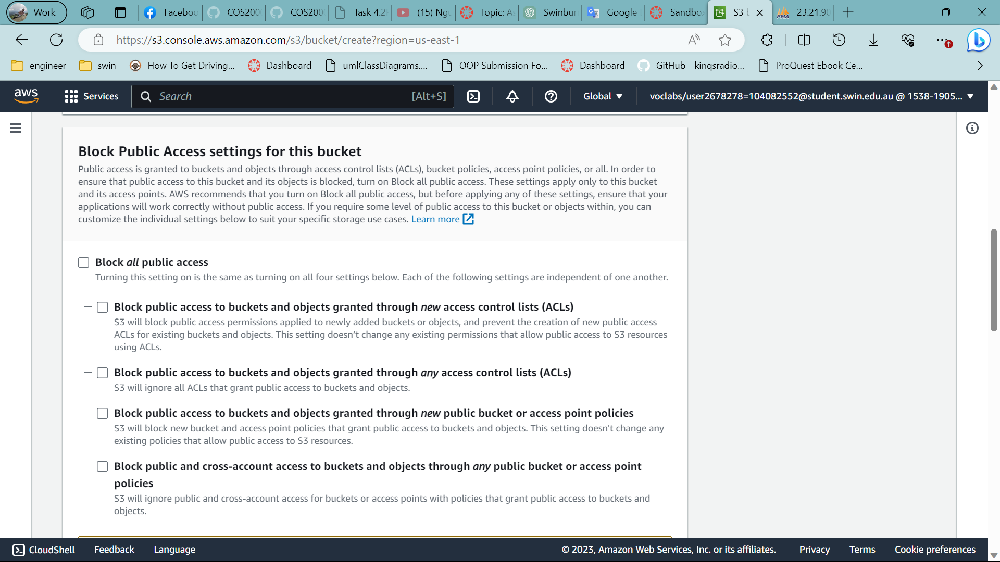 Work
Faceboo
COS200
COS200
Task 4.2P
(15) Ngu
Topic: As
Swinbur
Google
Sandbox
S3 b
PMA
23.21.90
https://s3.console.aws.amazon.com/s3/bucket/create?region=us-east-1
engineer
swin
How To Get Driving...
Dashboard
umlClassDiagrams....
OOP Submission Fo...
Dashboard
GitHub - kinqsradio...
ProQuest Ebook Ce...
aws
Services
Search
[Alt+S]
Global
voclabs/user2678278=104082552@student.swin.edu.au @ 1538-1905...
Block Public Access settings for this bucket
Public access is granted to buckets and objects through access control lists (ACLs), bucket policies, access point policies, or all. In order to
ensure that public access to this bucket and its objects is blocked, turn on Block all public access. These settings apply only to this bucket
and its access points. AWS recommends that you turn on Block all public access, but before applying any of these settings, ensure that your
applications will work correctly without public access. If you require some level of public access to this bucket or objects within, you can
customize the individual settings below to suit your specific storage use cases. Learn more
Block all public access
Turning this setting on is the same as turning on all four settings below. Each of the following settings are independent of one another.
Block public access to buckets and objects granted through new access control lists (ACLs)
S3 will block public access permissions applied to newly added buckets or objects, and prevent the creation of new public access
ACLs for existing buckets and objects. This setting doesn’t change any existing permissions that allow public access to S3 resources
using ACLs.
Block public access to buckets and objects granted through any access control lists (ACLs)
S3 will ignore all ACLs that grant public access to buckets and objects.
Block public access to buckets and objects granted through new public bucket or access point policies
S3 will block new bucket and access point policies that grant public access to buckets and objects. This setting doesn't change any
existing policies that allow public access to S3 resources.
Block public and cross-account access to buckets and objects through any public bucket or access point
policies
S3 will ignore public and cross-account access for buckets or access points with policies that grant public access to buckets and
objects.
CloudShell
Feedback
Language
© 2023, Amazon Web Services, Inc. or its affiliates.
Privacy
Terms
Cookie preferences